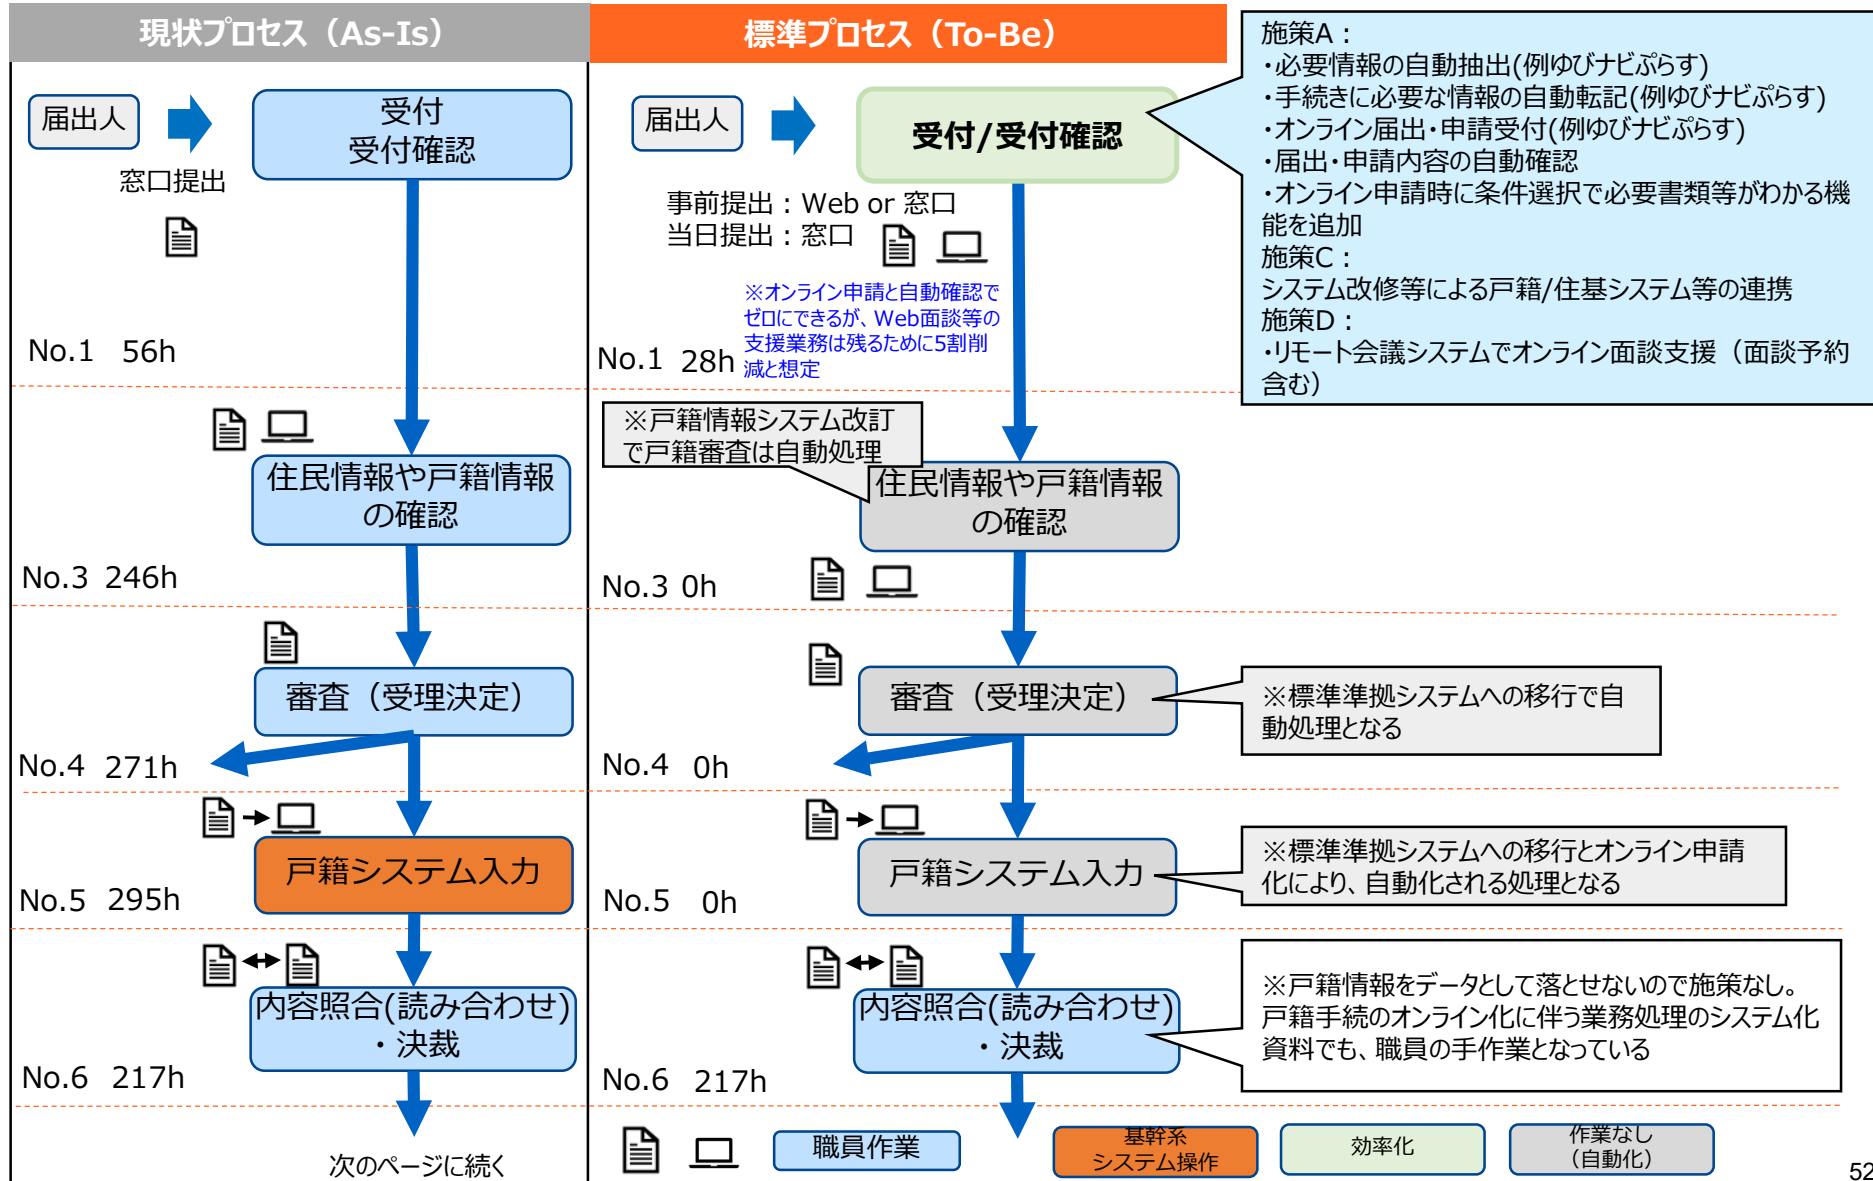 現状プロセス（As-Is）
届出人
受付
受付確認
窓口提出
No.1 56h
住民情報や戸籍情報
の確認
No.3 246h
審査（受理決定）
No.4 271h
戸籍システム入力
No.5 295h
内容照合(読み合わせ)
・決裁
No.6 217h
次のページに続く
標準プロセス（To-Be）
届出人
受付/受付確認
事前提出：Web or 窓口
当日提出：窓口
※オンライン申請と自動確認で
ゼロにできるが、Web面談等の
支援業務は残るために5割削
減と想定
No.1 28h
施策A：
・必要情報の自動抽出(例ゆびナビぷらす)
・手続きに必要な情報の自動転記(例ゆびナビぷらす)
・オンライン届出・申請受付(例ゆびナビぷらす)
・届出・申請内容の自動確認
・オンライン申請時に条件選択で必要書類等がわかる機
能を追加
施策C：
システム改修等による戸籍/住基システム等の連携
施策D：
・リモート会議システムでオンライン面談支援（面談予約
含む）
※戸籍情報システム改訂
で戸籍審査は自動処理
住民情報や戸籍情報
の確認
No.3 0h
審査（受理決定）
※標準準拠システムへの移行で自
動処理となる
No.4 0h
戸籍システム入力
※標準準拠システムへの移行とオンライン申請
化により、自動化される処理となる
No.5 0h
内容照合(読み合わせ)
・決裁
※戸籍情報をデータとして落とせないので施策なし。
戸籍手続のオンライン化に伴う業務処理のシステム化
資料でも、職員の手作業となっている
No.6 217h
職員作業
基幹系
システム操作
効率化
作業なし
（自動化）
52